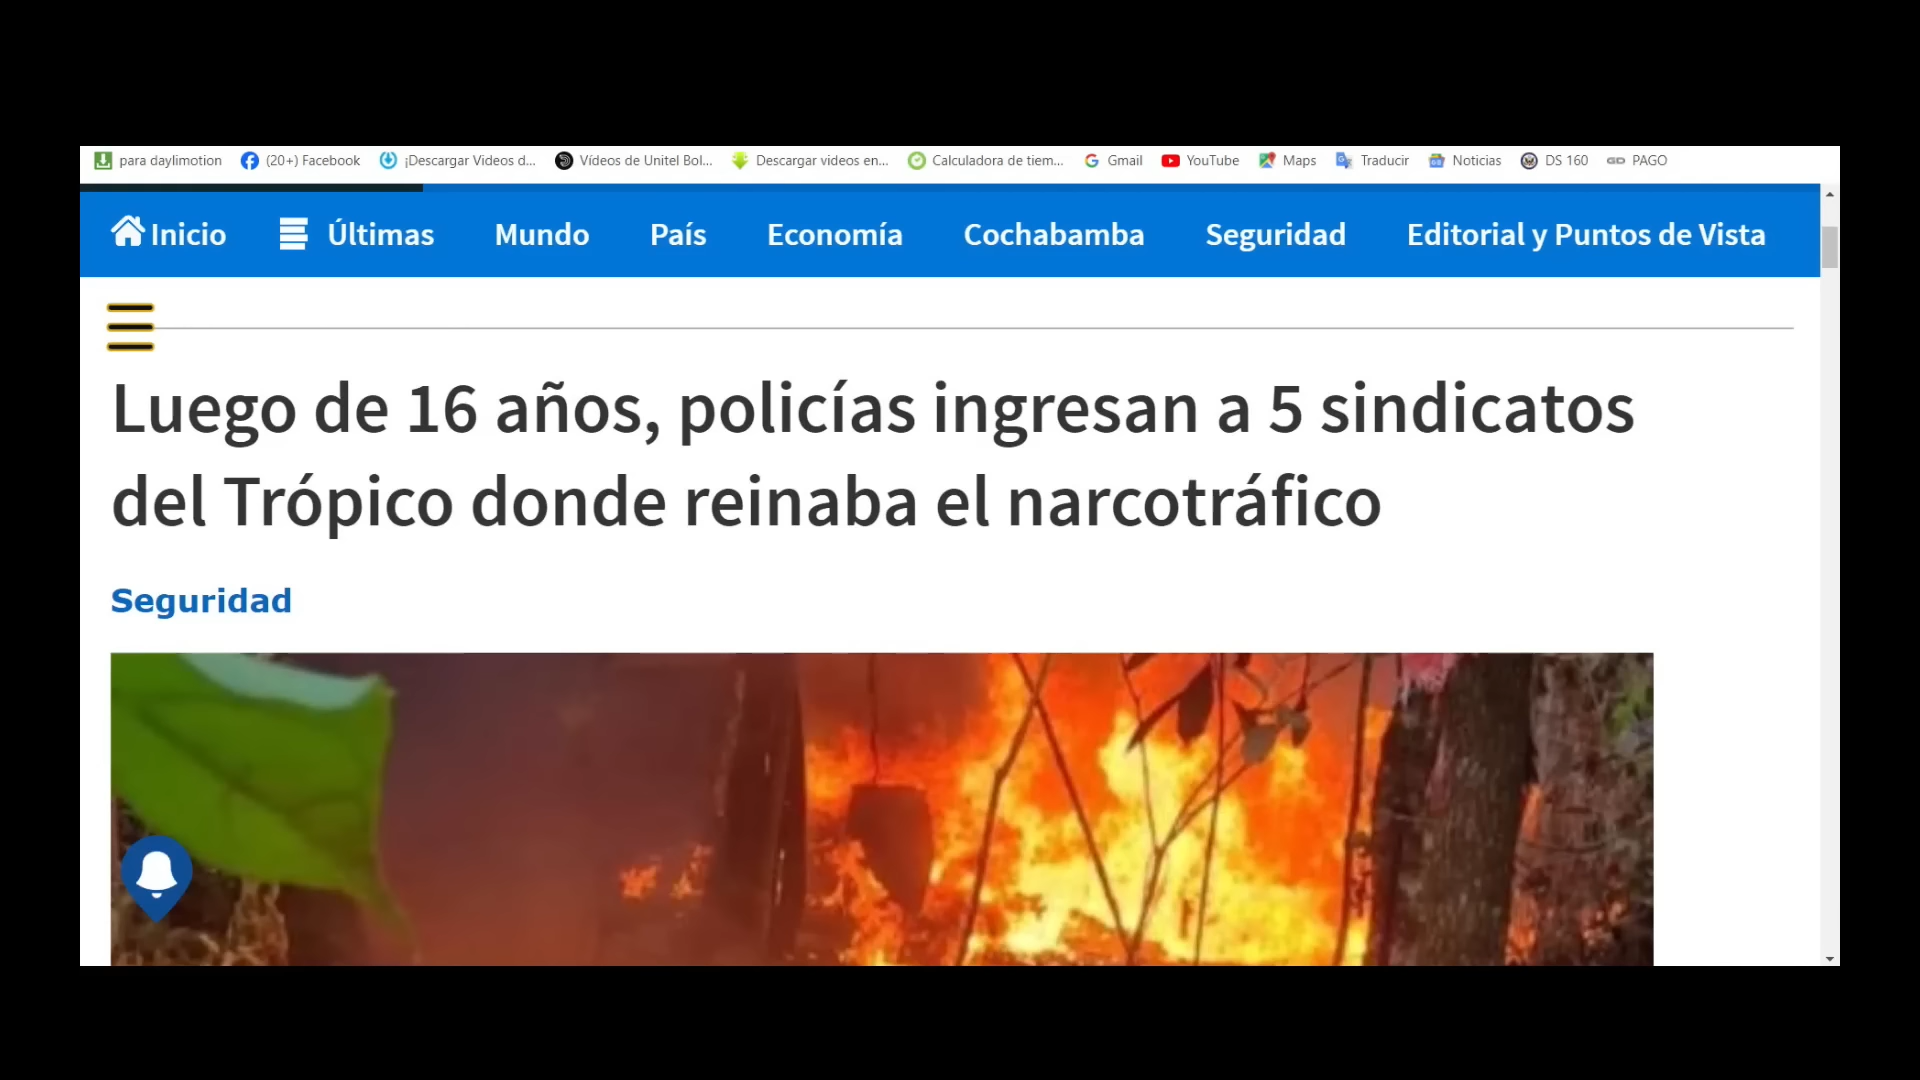 para daylimotion (20+) Facebook ¡Descargar Videos d... Vídeos de Unitel Bol... Descargar videos en... Calculadora de tiem... Gmail YouTube Maps Traducir Noticias DS 160 PAGO
Inicio Últimas Mundo País Economía Cochabamba Seguridad Editorial y Puntos de Vista
Luego de 16 años, policías ingresan a 5 sindicatos
del Trópico donde reinaba el narcotráfico
Seguridad